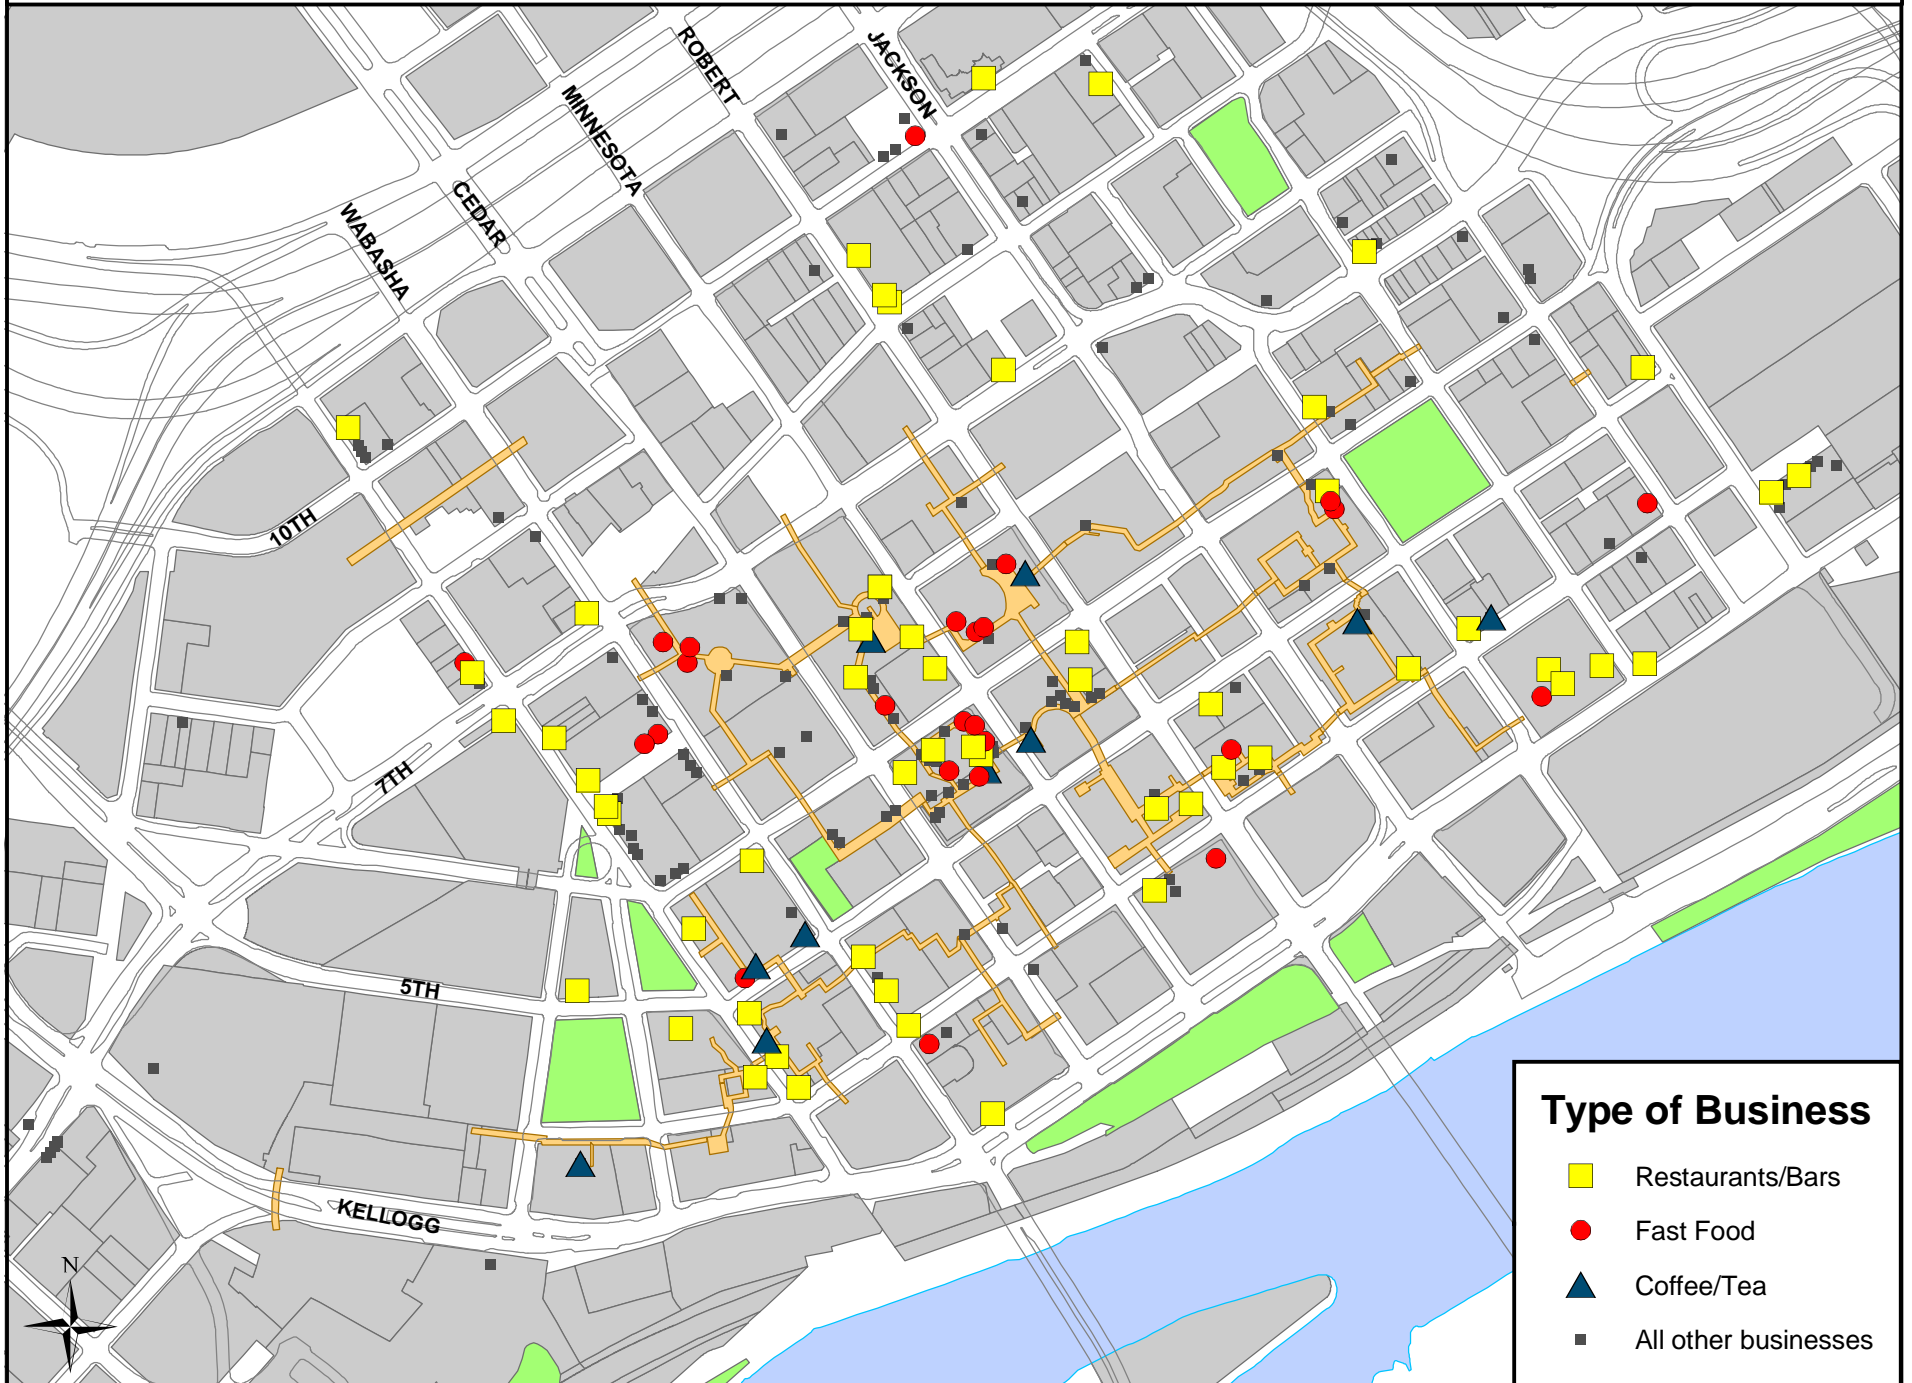 ROBERT
JACKSON
MINNESOTA
CEDAR
WABASHA
10TH
7TH
5TH
KELLOGG
N
Type of Business
Restaurants/Bars
Fast Food
Coffee/Tea
All other businesses